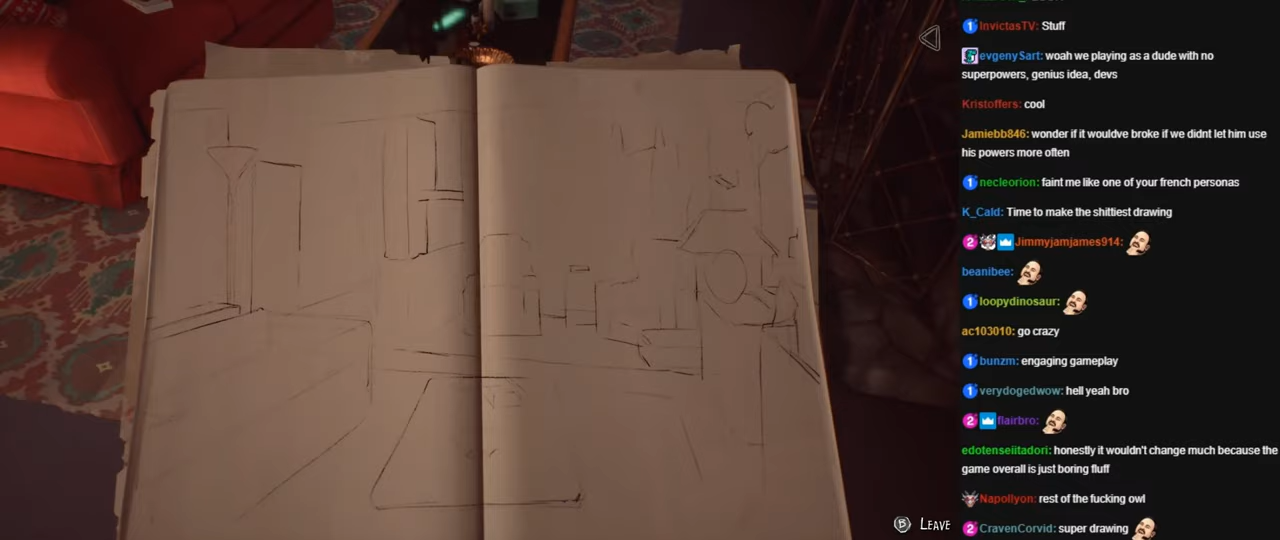 InvictasTV: Stuff
evgenySart: woah we playing as a dude with no
superpowers, genius idea, devs
Kristoffers: cool
Jamiebb846: wonder if it wouldve broke if we didnt let him use
his powers more often
necleorion: faint me like one of your french personas
K_Cald: Time to make the shittiest drawing
Jimmyjamjames914:
beanibee:
loopydinosaur:
ac103010: go crazy
bunzm: engaging gameplay
verydogedwow: hell yeah bro
flairbro:
edotenseiitadori: honestly it wouldn't change much because the
game overall is just boring fluff
Napollyon: rest of the fucking owl
B LEAVE
CravenCorvid: super drawing